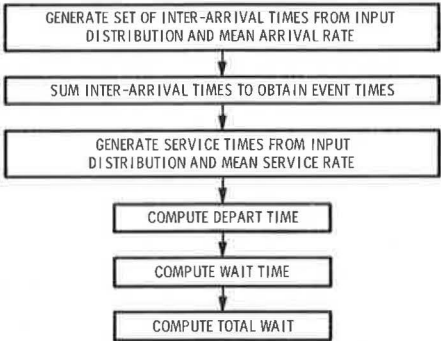 GENERATE SET OF INTER-ARRIVAL TIMES FROM INPUT
DISTRIBUTION AND MEAN ARRIVAL RATE
SUM INTER-ARRIVAL TIMES TO OBTAIN EVENT TIMES
GENERATE SERVICE TIMES FROM INPUT
DISTRIBUTION AND MEAN SERVICE RATE
COMPUTE DEPART TIME
COMPUTE WAIT TIME
COMPUTE TOTAL WAIT